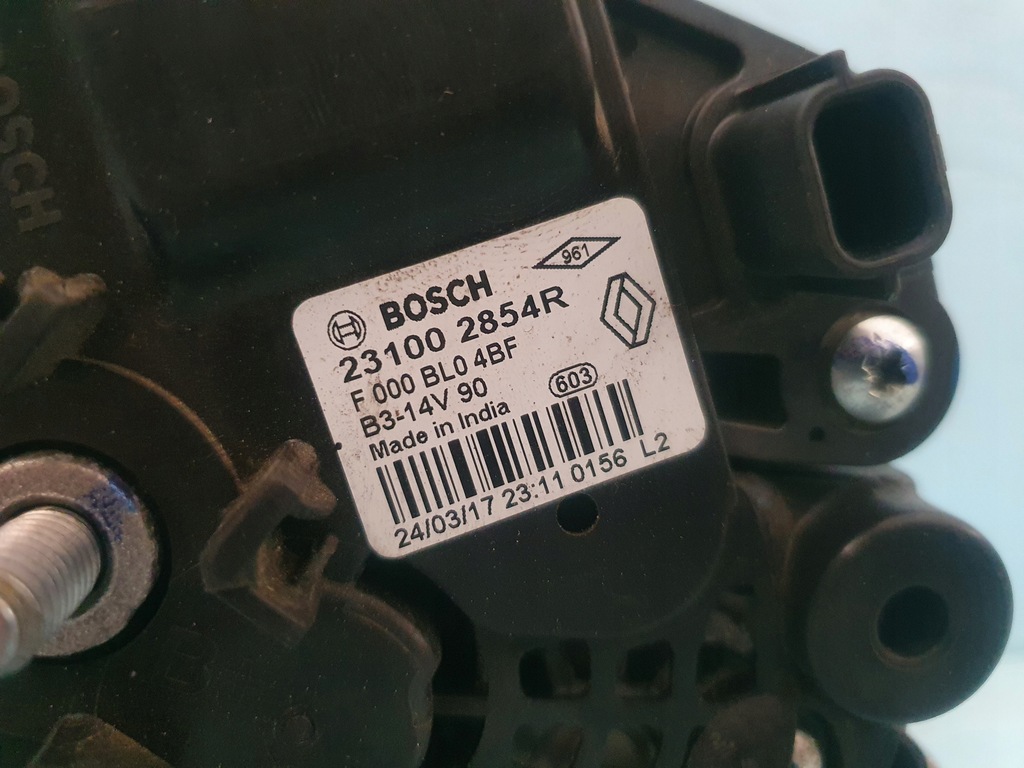 BOSCH
961
BOSCH
23100 2854R
F 000 BL0 4BF
B3-14V 90
603
Made in India
24/03/17 23:11 0156 L2